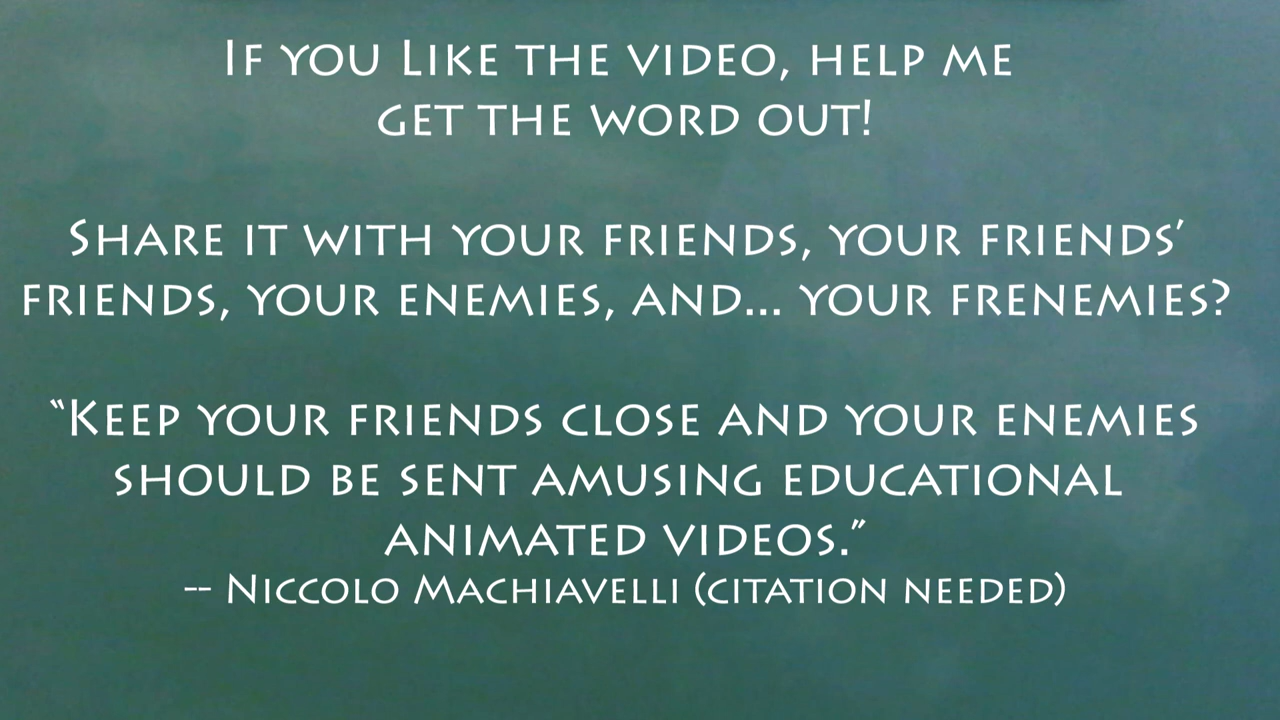 If you Like the video, help me
get the word out!
Share it with your friends, your friends’
friends, your enemies, and... your frenemies?
“Keep your friends close and your enemies
should be sent amusing educational
animated videos.”
-- Niccolo Machiavelli (citation needed)